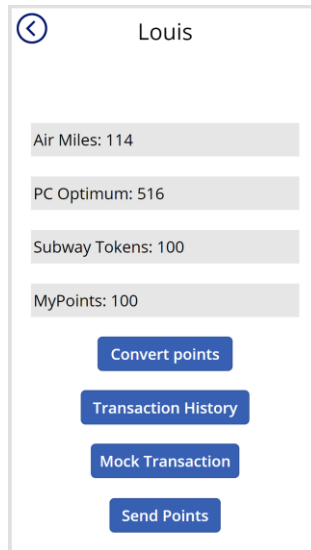 Louis
Air Miles: 114
PC Optimum: 516
Subway Tokens: 100
MyPoints: 100
Convert points
Transaction History
Mock Transaction
Send Points